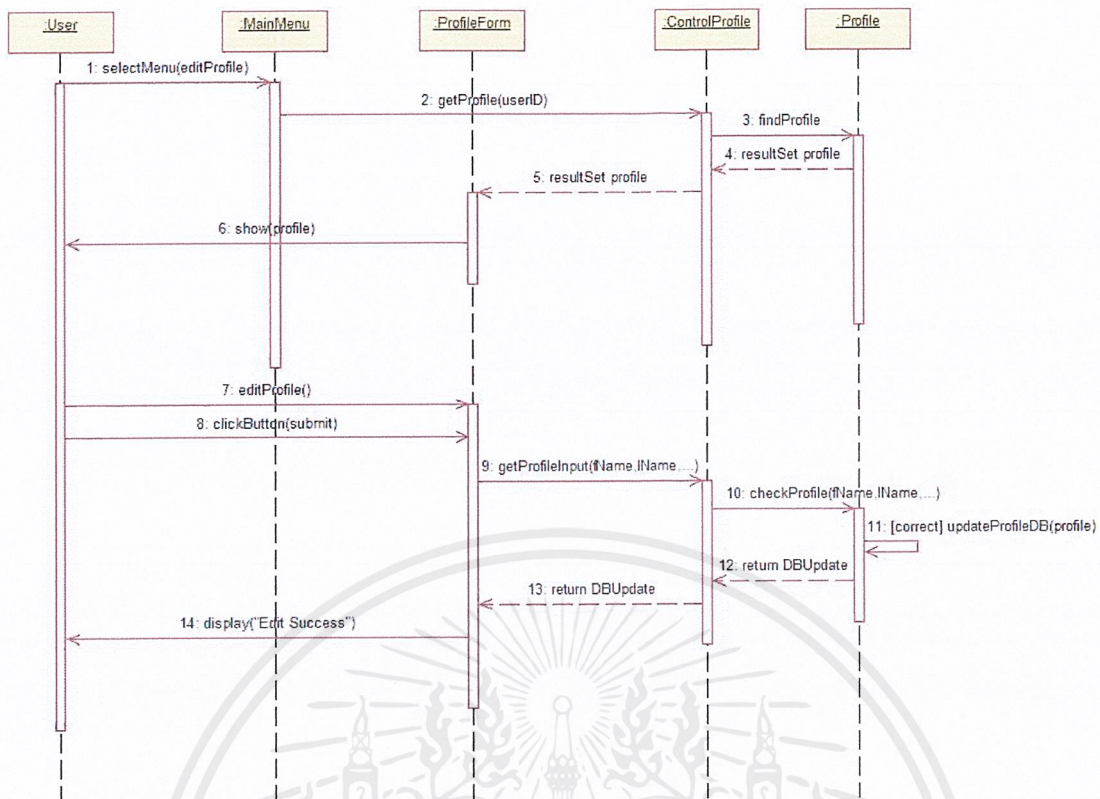 :User
:MainMenu
:ProfileForm
:ControlProfile
:Profile
1: selectMenu(editProfile)
2: getProfile(userID)
3: findProfile
4: resultSet profile
5: resultSet profile
6: show(profile)
7: editProfile()
8: clickButton(submit)
9: getProfileInput(fName,lName,...)
10: checkProfile(fName,lName,...)
11: [correct] updateProfileDB(profile)
12: return DBUpdate
13: return DBUpdate
14: display("Edit Success")